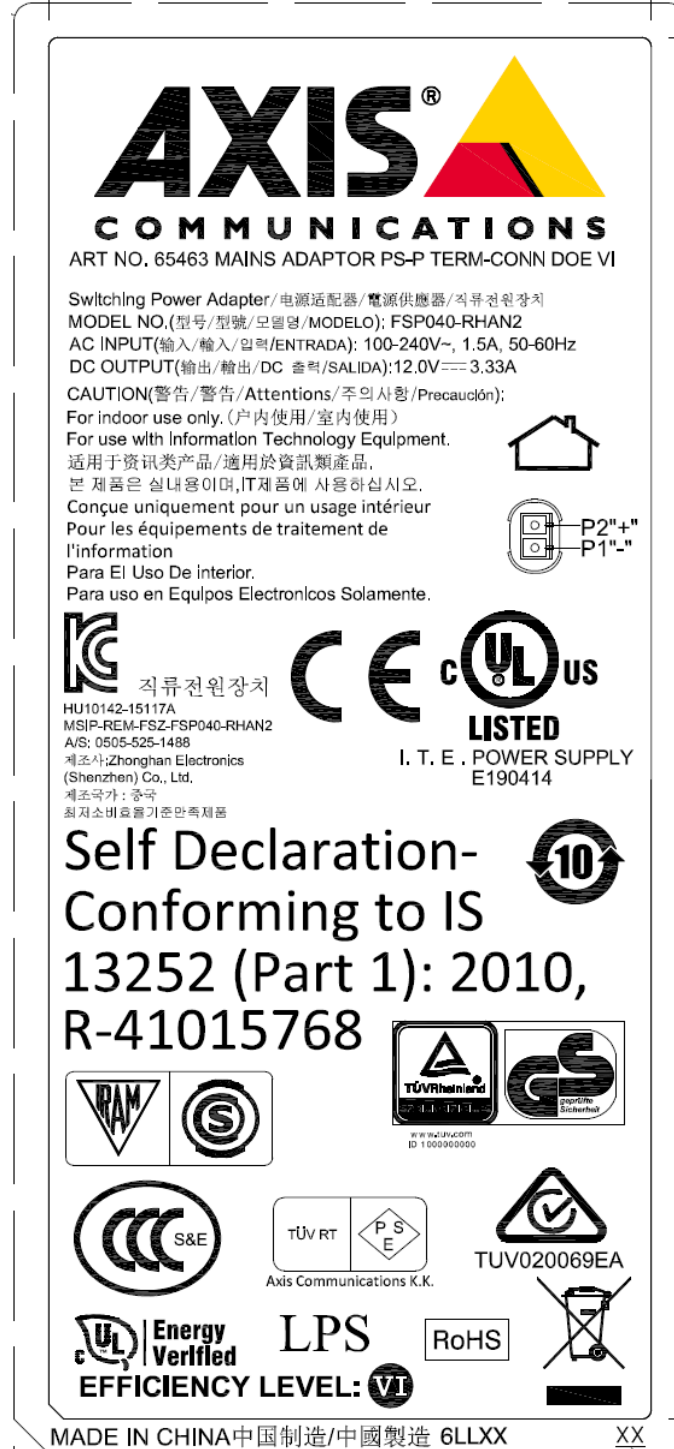 AXIS®
COMMUNICATIONS
ART NO. 65463 MAINS ADAPTOR PS-P TERM-CONN DOE VI
Switching Power Adapter/电源适配器/電源供應器/직류전원장치
MODEL NO.(型号/型號/모델명/MODELO): FSP040-RHAN2
AC INPUT(输入/輸入/입력/ENTRADA): 100-240V~, 1.5A, 50-60Hz
DC OUTPUT(输出/輸出/DC 출력/SALIDA):12.0V⎓3.33A
CAUTION(警告/警告/Attentions/주의사항/Precaución):
For indoor use only.(户内使用/室内使用)
For use with Information Technology Equipment.
适用于资讯类产品/適用於資訊類産品.
본 제품은 실내용이며,IT제품에 사용하십시오.
Conçue uniquement pour un usage intérieur
Pour les équipements de traitement de
l'information
Para El Uso De interior.
Para uso en Equipos Electronicos Solamente.
P2"+"
P1"-"
직류전원장치
HU10142-15117A
MSIP-REM-FSZ-FSP040-RHAN2
A/S: 0505-525-1488
제조사:Zhonghan Electronics
(Shenzhen) Co., Ltd.
제조국가 : 중국
최저소비효율기준만족제품
CE
C UL US
LISTED
I. T. E . POWER SUPPLY
E190414
Self Declaration-
Conforming to IS
13252 (Part 1): 2010,
R-41015768
10
IRAM
S
TÜVRheinland
GS
geprüfte
Sicherheit
www.tuv.com
ID 1000000000
CCC S&E
TÜV RT
PSE
Axis Communications K.K.
TUV020069EA
c UL Energy
Verified
LPS
RoHS
EFFICIENCY LEVEL: VI
MADE IN CHINA中国制造/中國製造 6LLXX
XX